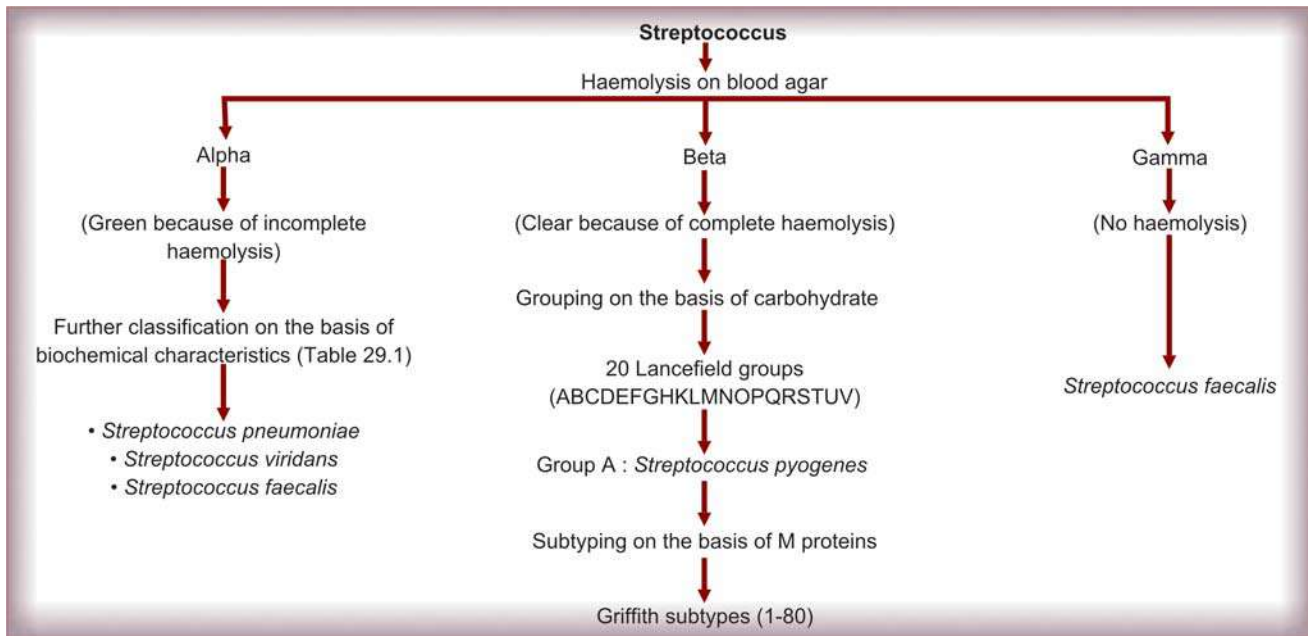 Streptococcus
Haemolysis on blood agar
Alpha
Beta
Gamma
(Green because of incomplete
haemolysis)
(Clear because of complete haemolysis)
(No haemolysis)
Grouping on the basis of carbohydrate
Further classification on the basis of
biochemical characteristics (Table 29.1)
20 Lancefield groups
(ABCDEFGHKLMNOPQRSTUV)
Streptococcus faecalis
• Streptococcus pneumoniae
• Streptococcus viridans
• Streptococcus faecalis
Group A : Streptococcus pyogenes
Subtyping on the basis of M proteins
Griffith subtypes (1-80)